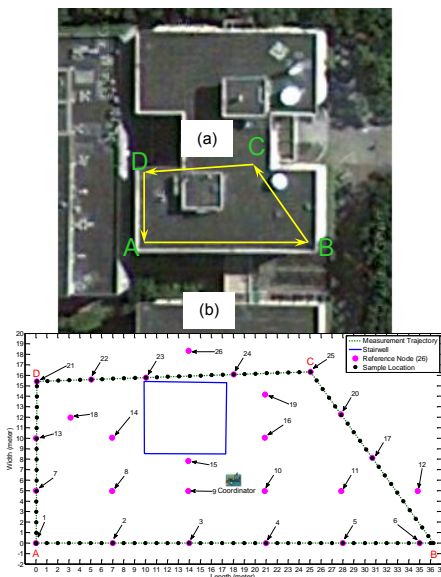 (a)
D
C
A
B
(b)
20
19
18
17
16
15
14
13
12
11
10
9
8
7
6
5
4
3
2
1
0
-1
-2
Width (meter)
D
21
22
23
26
24
C
25
Measurement Trajectory
Stairwell
Reference Node (26)
Sample Location
18
14
19
20
13
16
17
15
7
8
9
Coordinator
10
11
12
1
2
3
4
5
6
A
B
0 1 2 3 4 5 6 7 8 9 10 11 12 13 14 15 16 17 18 19 20 21 22 23 24 25 26 27 28 29 30 31 32 33 34 35 36 37
Length (meter)